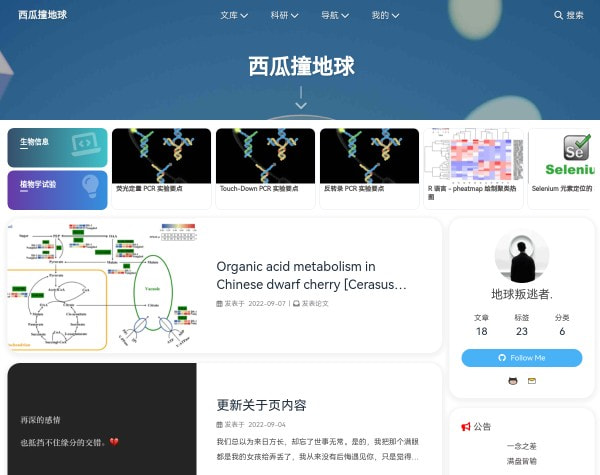 西瓜撞地球
文库 科研 导航 我的 搜索
西瓜撞地球
生物信息
植物学试验
荧光定量 PCR 实验要点
Touch-Down PCR 实验要点
反转录 PCR 实验要点
R 语言 - pheatmap 绘制聚类热图
Se
Seleniu
Selenium 元素定位的
Organic acid metabolism in
Chinese dwarf cherry [Cerasus...
发表于 2022-09-07 | 发表论文
再深的感情
也抵挡不住缘分的交错。💔
更新关于页内容
发表于 2022-09-04
我们总以为来日方长，却忘了世事无常。是的，我把那个满眼
都是我的女孩给弄丢了，我从来没有后悔遇见你，只是觉得...
地球叛逃者.
文章 标签 分类
18 23 6
Follow Me
公告
一念之差
满盘皆输